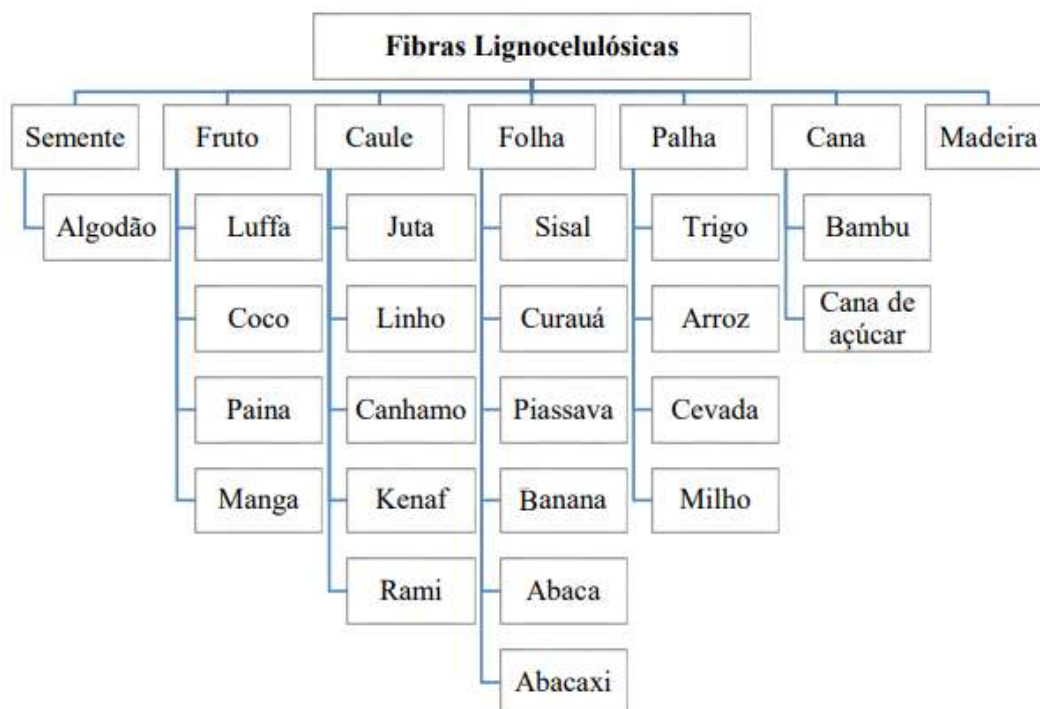 Fibras Lignocelulósicas
Semente
Fruto
Caule
Folha
Palha
Cana
Madeira
Algodão
Luffa
Juta
Sisal
Trigo
Bambu
Coco
Linho
Curauá
Arroz
Cana de
açúcar
Paina
Canhamo
Piassava
Cevada
Manga
Kenaf
Banana
Milho
Rami
Abaca
Abacaxi